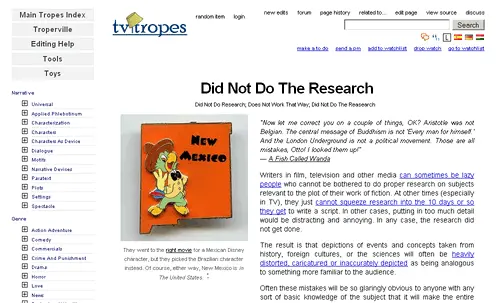 Main Tropes Index
Troperville
Editing Help
Tools
Toys
Narrative
Universal
Applied Phlebotinum
Characterization
Characters
Characters As Device
Dialogue
Motifs
Narrative Devices
Paratext
Plots
Settings
Spectacle
Genre
Action Adventure
Comedy
Commercials
Crime And Punishment
Drama
Horror
Love
News
tvtropes
random item login
new edits forum page history related to... edit page view source discuss
Search
make a to do send a pm add to watchlist drop watch go to watchlist
Did Not Do The Research
Did Not Do The Research; Does Not Work That Way; Did Not Do The Reasearch
NEW
MEXICO
They went to the right movie for a Mexican Disney
character, but they picked the Brazilian character
instead. Of course, either way, New Mexico is in
The United States.
"Now let me correct you on a couple of things, OK? Aristotle was not
Belgian. The central message of Buddhism is not 'Every man for himself.'
And the London Underground is not a political movement. Those are all
mistakes, Otto! I looked them up!"
— A Fish Called Wanda
Writers in film, television and other media can sometimes be lazy
people who cannot be bothered to do proper research on subjects
relevant to the plot of their work of fiction. At other times (especially
in TV), they just cannot squeeze research into the 10 days or so
they get to write a script. In other cases, putting in too much detail
would be distracting and annoying. In any case, the research did
not get done.
The result is that depictions of events and concepts taken from
history, foreign cultures, or the sciences will often be heavily
distorted, caricatured or inaccurately depicted as being analogous
to something more familiar to the audience.
Often these mistakes will be so glaringly obvious to anyone with any
sort of basic knowledge of the subject that it will make the entire